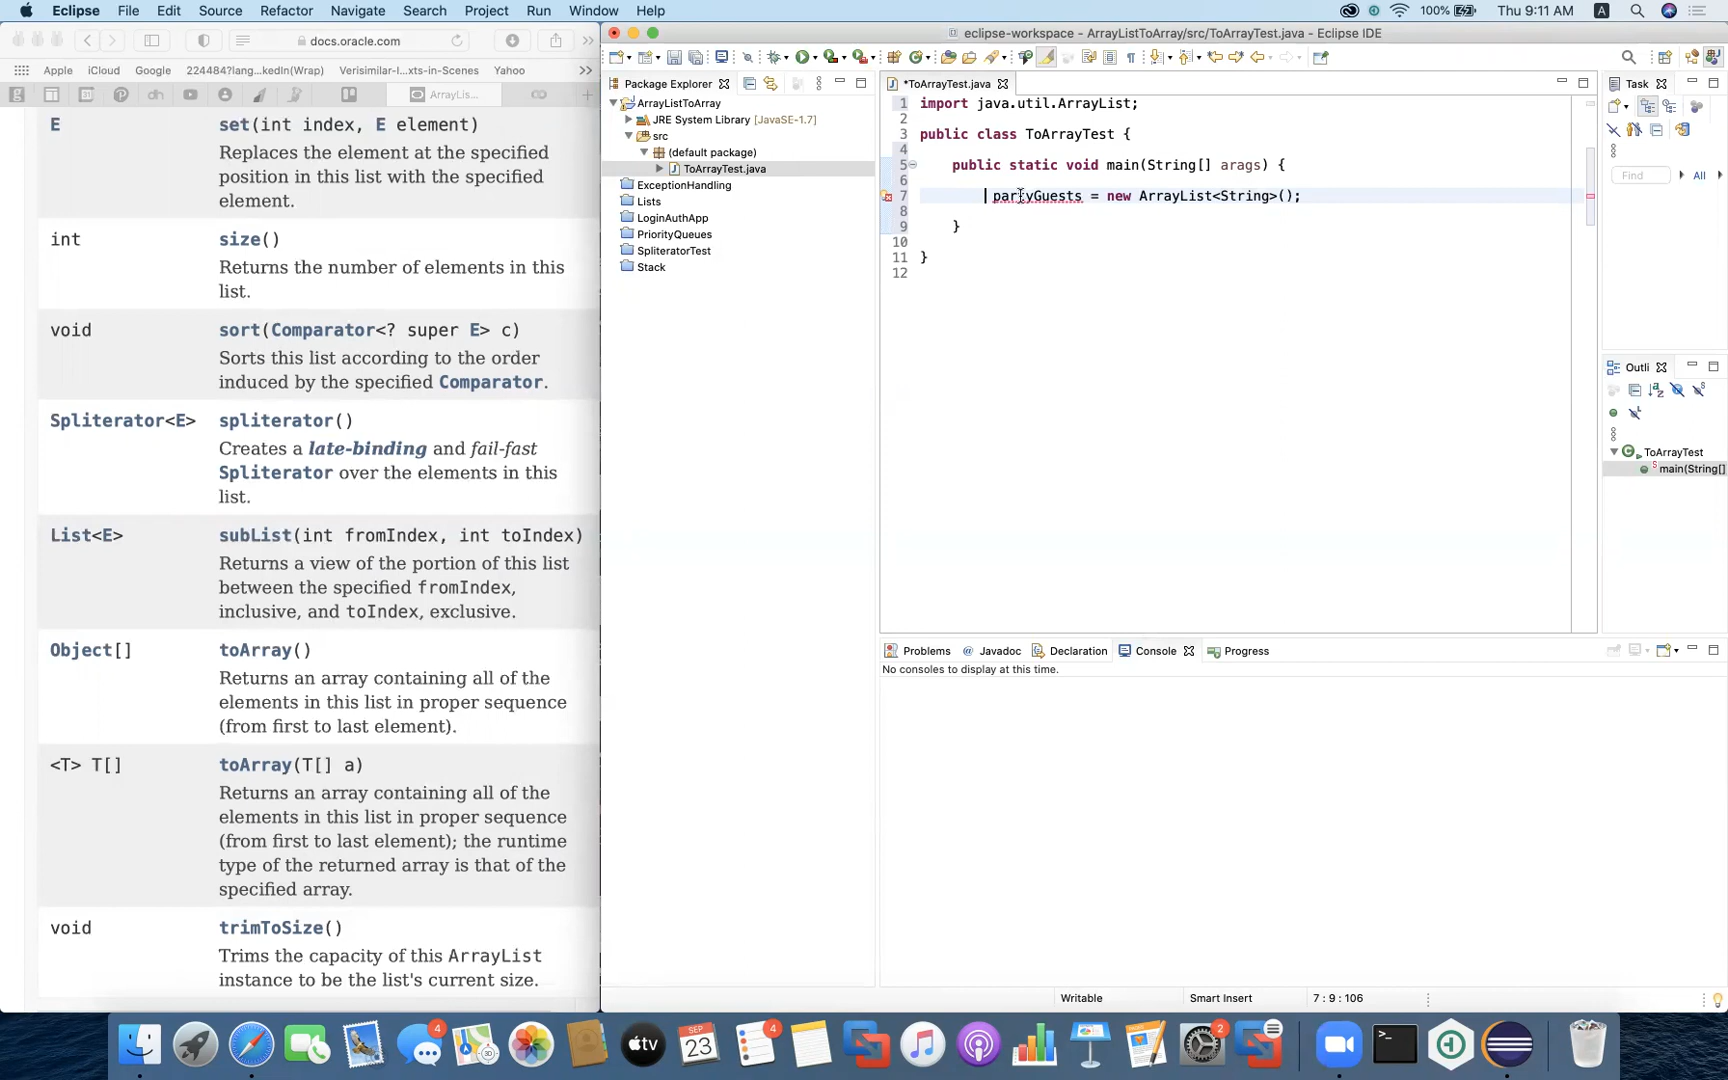 Eclipse File Edit Source Refactor Navigate Search Project Run Window Help 100% Thu 9:11 AM A
docs.oracle.com
Apple iCloud Google 224484?lang...kedIn(Wrap) Verisimilar-I...xts-in-Scenes Yahoo
ArrayLis...
E set(int index, E element)
Replaces the element at the specified
position in this list with the specified
element.
int size()
Returns the number of elements in this
list.
void sort(Comparator<? super E> c)
Sorts this list according to the order
induced by the specified Comparator.
Spliterator<E> spliterator()
Creates a late-binding and fail-fast
Spliterator over the elements in this
list.
List<E> subList(int fromIndex, int toIndex)
Returns a view of the portion of this list
between the specified fromIndex,
inclusive, and toIndex, exclusive.
Object[] toArray()
Returns an array containing all of the
elements in this list in proper sequence
(from first to last element).
<T> T[] toArray(T[] a)
Returns an array containing all of the
elements in this list in proper sequence
(from first to last element); the runtime
type of the returned array is that of the
specified array.
void trimToSize()
Trims the capacity of this ArrayList
instance to be the list's current size.
eclipse-workspace - ArrayListToArray/src/ToArrayTest.java - Eclipse IDE
Package Explorer
ArrayListToArray
JRE System Library [JavaSE-1.7]
src
(default package)
ToArrayTest.java
ExceptionHandling
Lists
LoginAuthApp
PriorityQueues
SpliteratorTest
Stack
*ToArrayTest.java
1 import java.util.ArrayList;
2
3 public class ToArrayTest {
4
5 public static void main(String[] arags) {
6
7 partyGuests = new ArrayList<String>();
8
9 }
10
11 }
12
Task
Find All
Outli
ToArrayTest
main(String[]
Problems @ Javadoc Declaration Console Progress
No consoles to display at this time.
Writable Smart Insert 7 : 9 : 106
4 30 tv SEP 23 4 2